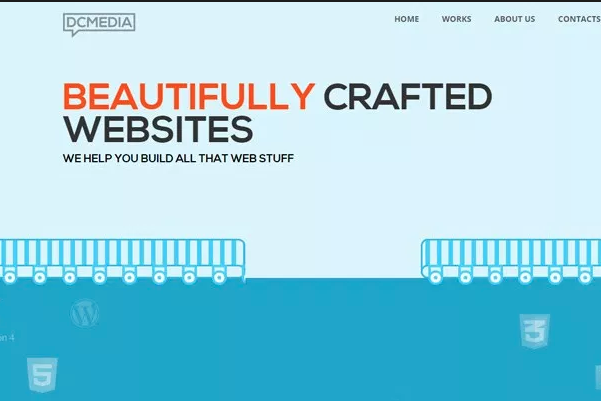 DCMEDIA
HOME WORKS ABOUT US CONTACTS
BEAUTIFULLY CRAFTED
WEBSITES
WE HELP YOU BUILD ALL THAT WEB STUFF
3
on 4
5